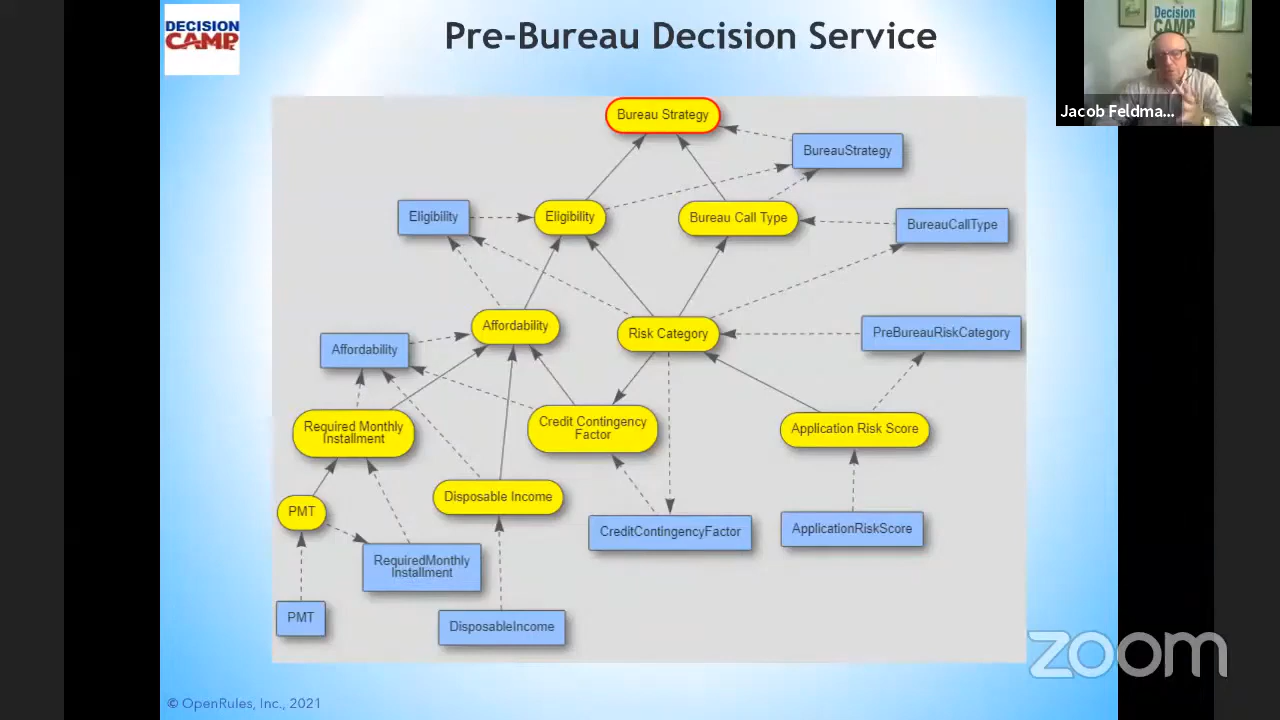 DECISION
CAMP
Pre-Bureau Decision Service
Decision
CAMP
Jacob Feldma...
Bureau Strategy
BureauStrategy
Eligibility
Eligibility
Bureau Call Type
BureauCallType
Affordability
Risk Category
PreBureauRiskCategory
Affordability
Required Monthly
Installment
Credit Contingency
Factor
Application Risk Score
PMT
Disposable Income
CreditContingencyFactor
ApplicationRiskScore
RequiredMonthly
Installment
PMT
DisposableIncome
zoom
© OpenRules, Inc., 2021